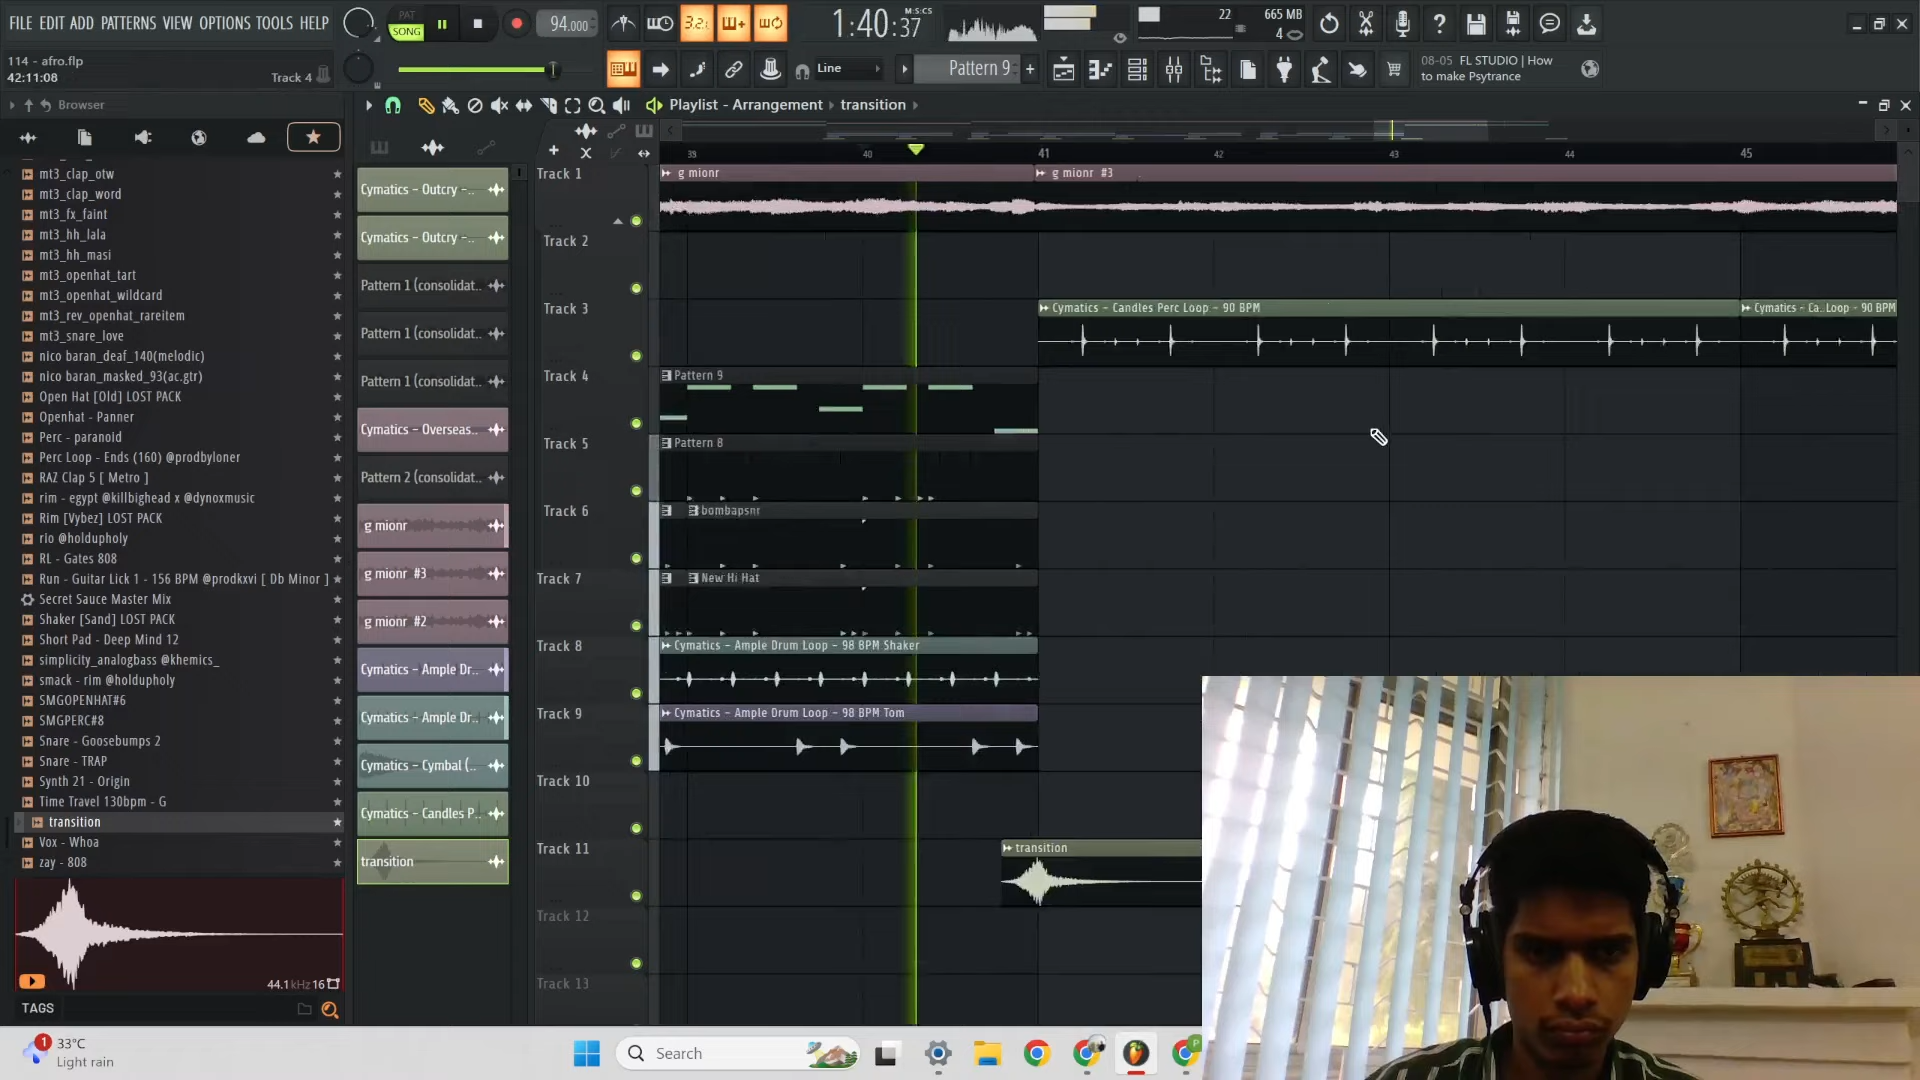 FILE EDIT PATTERNS VIEW OPTIONS TOOLS HELP
PAT
SONG
94.000
3.2.
1:40:37
M:S:CS
22
665 MB
4
114 - afro.flp
42:11:08
Track 4
Line
Pattern 9
08-05 FL STUDIO | How
to make Psytrance
Browser
Playlist - Arrangement › transition ›
mt3_clap_otw
mt3_clap_word
mt3_fx_faint
mt3_hh_lala
mt3_hh_masi
mt3_openhat_tart
mt3_openhat_wildcard
mt3_rev_openhat_rareitem
mt3_snare_love
nico baran_deaf_140(melodic)
nico baran_masked_93(ac.gtr)
Open Hat [Old] LOST PACK
Openhat - Panner
Perc - paranoid
Perc Loop - Ends (160) @prodbyloner
RAZ Clap 5 [ Metro ]
rim - egypt @killbighead x @dynoxmusic
Rim [Vybez] LOST PACK
rio @holdupholy
RL - Gates 808
Run - Guitar Lick 1 - 156 BPM @prodkxvi [ Db Minor ]
Secret Sauce Master Mix
Shaker [Sand] LOST PACK
Short Pad - Deep Mind 12
simplicity_analogbass @khemics_
smack - rim @holdupholy
SMGOPENHAT#6
SMGPERC#8
Snare - Goosebumps 2
Snare - TRAP
Synth 21 - Origin
Time Travel 130bpm - G
transition
Vox - Whoa
zay - 808
44.1kHz 16
TAGS
Cymatics - Outcry -..
Cymatics - Outcry -..
Pattern 1 (consolidat..
Pattern 1 (consolidat..
Pattern 1 (consolidat..
Cymatics - Overseas..
Pattern 2 (consolidat..
g mionr
g mionr #3
g mionr #2
Cymatics - Ample Dr..
Cymatics - Ample Dr..
Cymatics - Cymbal (..
Cymatics - Candles P..
transition
39 40 41 42 43 44 45
Track 1
g mionr
g mionr #3
Track 2
Track 3
Cymatics - Candles Perc Loop - 90 BPM
Cymatics - Ca..Loop - 90 BPM
Track 4
Pattern 9
Track 5
Pattern 8
Track 6
bombapsnr
Track 7
New Hi Hat
Track 8
Cymatics - Ample Drum Loop - 98 BPM Shaker
Track 9
Cymatics - Ample Drum Loop - 98 BPM Tom
Track 10
Track 11
transition
Track 12
Track 13
1
33°C
Light rain
Search
P